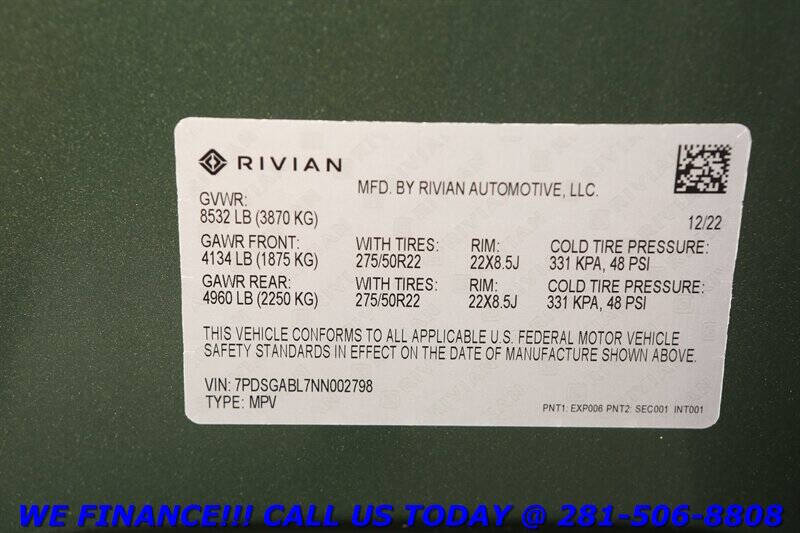 RIVIAN
MFD. BY RIVIAN AUTOMOTIVE, LLC.
GVWR:
8532 LB (3870 KG)
12/22
GAWR FRONT: WITH TIRES: RIM: COLD TIRE PRESSURE:
4134 LB (1875 KG) 275/50R22 22X8.5J 331 KPA, 48 PSI
GAWR REAR: WITH TIRES: RIM: COLD TIRE PRESSURE:
4960 LB (2250 KG) 275/50R22 22X8.5J 331 KPA, 48 PSI
THIS VEHICLE CONFORMS TO ALL APPLICABLE U.S. FEDERAL MOTOR VEHICLE
SAFETY STANDARDS IN EFFECT ON THE DATE OF MANUFACTURE SHOWN ABOVE.
VIN: 7PDSGABL7NN002798
TYPE: MPV
PNT1: EXP006 PNT2: SEC001 INT001
WE FINANCE!!! CALL US TODAY @ 281-506-8808